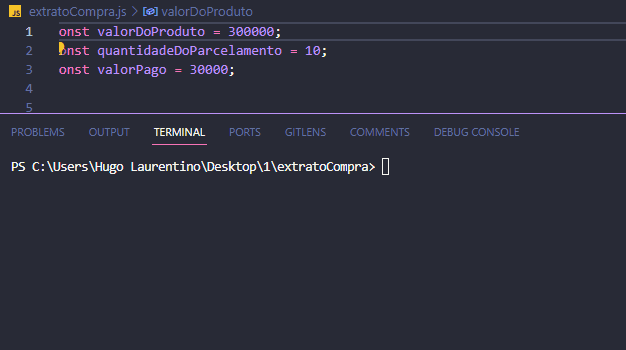 JS extratoCompra.js > valorDoProduto
1 onst valorDoProduto = 300000;
2 onst quantidadeDoParcelamento = 10;
3 onst valorPago = 30000;
4
5
PROBLEMS OUTPUT TERMINAL PORTS GITLENS COMMENTS DEBUG CONSOLE
PS C:\Users\Hugo Laurentino\Desktop\1\extratoCompra>